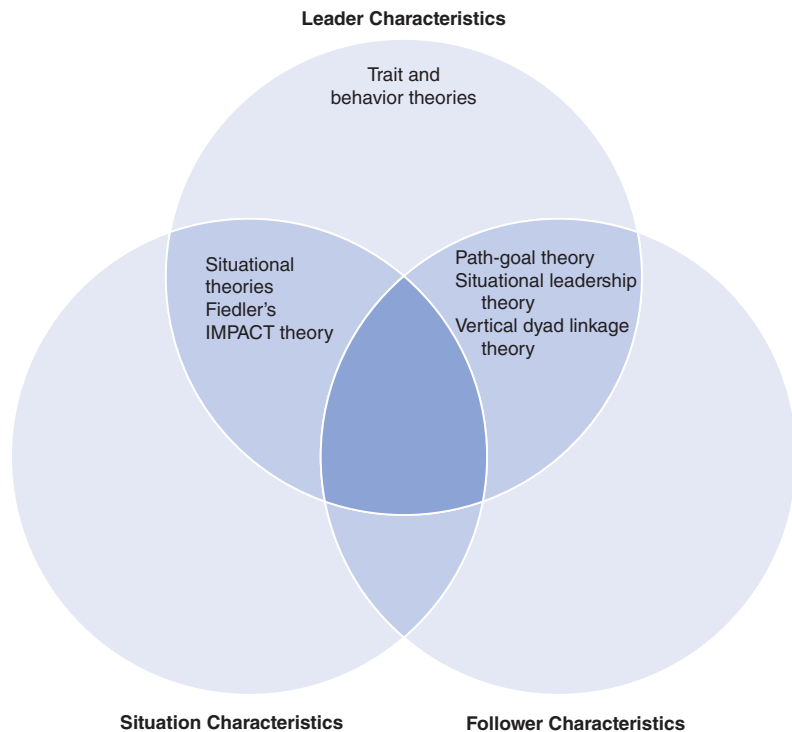 Leader Characteristics
Trait and
behavior theories
Situational
theories
Fiedler’s
IMPACT theory
Path-goal theory
Situational leadership
theory
Vertical dyad linkage
theory
Situation Characteristics
Follower Characteristics